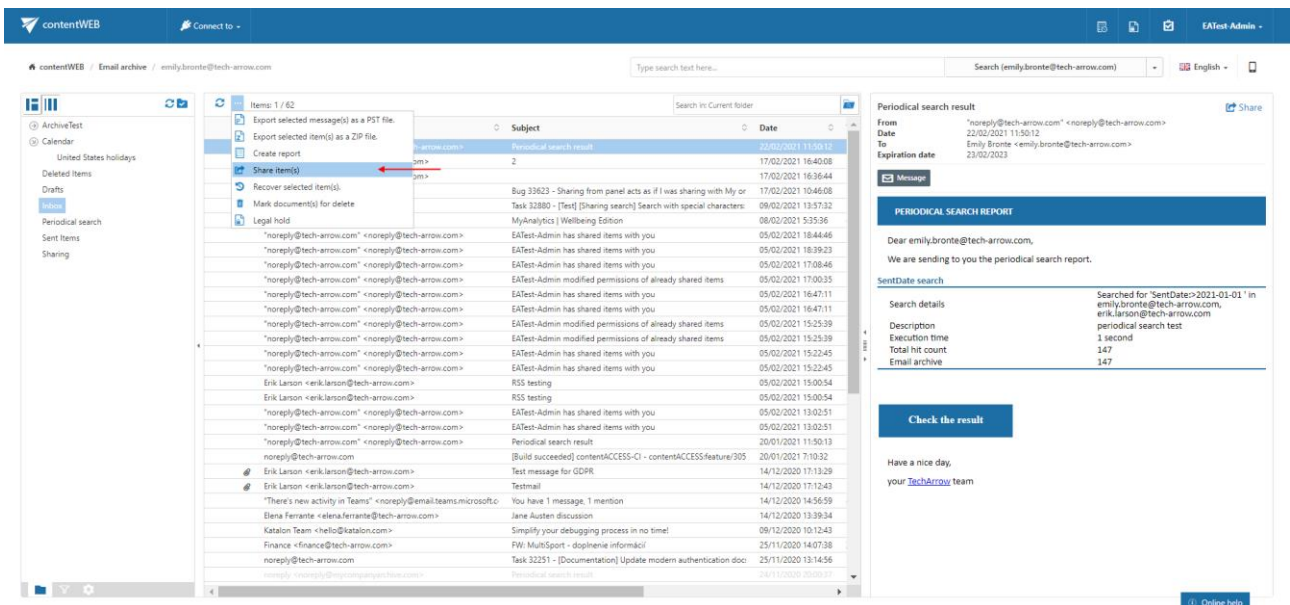 contentWEB
Connect to
EATest-Admin
contentWEB / Email archive / emily.bronte@tech-arrow.com
Type search text here...
Search (emily.bronte@tech-arrow.com)
English
ArchiveTest
Calendar
United States holidays
Deleted Items
Drafts
Inbox
Periodical search
Sent Items
Sharing
Items: 1 / 62
Search in: Current folder
Export selected message(s) as a PST file.
Export selected item(s) as a ZIP file.
Create report
Share item(s)
Recover selected item(s).
Mark document(s) for delete
Legal hold
Subject Date
h-arrow.com> Periodical search result 22/02/2021 11:50:12
om> 2 17/02/2021 16:40:08
om> 17/02/2021 16:36:44
Bug 33623 - Sharing from panel acts as if I was sharing with My or 17/02/2021 10:46:08
Task 32880 - [Test] [Sharing search] Search with special characters: 09/02/2021 13:57:32
MyAnalytics | Wellbeing Edition 08/02/2021 5:35:36
"noreply@tech-arrow.com" <noreply@tech-arrow.com> EATest-Admin has shared items with you 05/02/2021 18:44:46
"noreply@tech-arrow.com" <noreply@tech-arrow.com> EATest-Admin has shared items with you 05/02/2021 18:39:23
"noreply@tech-arrow.com" <noreply@tech-arrow.com> EATest-Admin has shared items with you 05/02/2021 17:08:46
"noreply@tech-arrow.com" <noreply@tech-arrow.com> EATest-Admin modified permissions of already shared items 05/02/2021 17:00:35
"noreply@tech-arrow.com" <noreply@tech-arrow.com> EATest-Admin has shared items with you 05/02/2021 16:47:11
"noreply@tech-arrow.com" <noreply@tech-arrow.com> EATest-Admin has shared items with you 05/02/2021 16:47:11
"noreply@tech-arrow.com" <noreply@tech-arrow.com> EATest-Admin modified permissions of already shared items 05/02/2021 15:25:39
"noreply@tech-arrow.com" <noreply@tech-arrow.com> EATest-Admin modified permissions of already shared items 05/02/2021 15:25:39
"noreply@tech-arrow.com" <noreply@tech-arrow.com> EATest-Admin has shared items with you 05/02/2021 15:22:45
"noreply@tech-arrow.com" <noreply@tech-arrow.com> EATest-Admin has shared items with you 05/02/2021 15:22:45
Erik Larson <erik.larson@tech-arrow.com> RSS testing 05/02/2021 15:00:54
Erik Larson <erik.larson@tech-arrow.com> RSS testing 05/02/2021 15:00:54
"noreply@tech-arrow.com" <noreply@tech-arrow.com> EATest-Admin has shared items with you 05/02/2021 13:02:51
"noreply@tech-arrow.com" <noreply@tech-arrow.com> EATest-Admin has shared items with you 05/02/2021 13:02:51
"noreply@tech-arrow.com" <noreply@tech-arrow.com> Periodical search result 20/01/2021 11:50:13
noreply@tech-arrow.com [Build succeeded] contentACCESS-CI - contentACCESS:feature/305 20/01/2021 7:10:32
Erik Larson <erik.larson@tech-arrow.com> Test message for GDPR 14/12/2020 17:13:29
Erik Larson <erik.larson@tech-arrow.com> Testmail 14/12/2020 17:12:43
"There's new activity in Teams" <noreply@email.teams.microsoft.c You have 1 message, 1 mention 14/12/2020 14:56:59
Elena Ferrante <elena.ferrante@tech-arrow.com> Jane Austen discussion 14/12/2020 13:39:34
Katalon Team <hello@katalon.com> Simplify your debugging process in no time! 09/12/2020 10:12:43
Finance <finance@tech-arrow.com> FW: MultiSport - doplnenie informácií 25/11/2020 14:07:38
noreply@tech-arrow.com Task 32251 - [Documentation] Update modern authentication doc: 25/11/2020 13:14:56
noreply <noreply@mycompanyarchive.com> Periodical search result 24/11/2020 20:00:37
Periodical search result
Share
From "noreply@tech-arrow.com" <noreply@tech-arrow.com>
Date 22/02/2021 11:50:12
To Emily Bronte <emily.bronte@tech-arrow.com>
Expiration date 23/02/2023
Message
PERIODICAL SEARCH REPORT
Dear emily.bronte@tech-arrow.com,
We are sending to you the periodical search report.
SentDate search
Search details Searched for 'SentDate:>2021-01-01 ' in
emily.bronte@tech-arrow.com,
erik.larson@tech-arrow.com
Description periodical search test
Execution time 1 second
Total hit count 147
Email archive 147
Check the result
Have a nice day,
your TechArrow team
Online help